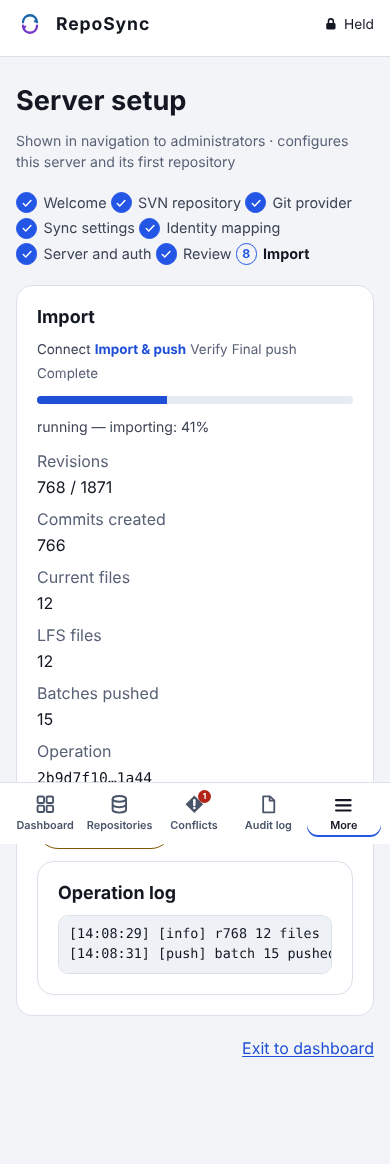 RepoSync
Held
Server setup
Shown in navigation to administrators · configures
this server and its first repository
Welcome SVN repository Git provider
Sync settings Identity mapping
Server and auth Review 8 Import
Import
Connect Import & push Verify Final push
Complete
running — importing: 41%
Revisions
768 / 1871
Commits created
766
Current files
12
LFS files
12
Batches pushed
15
Operation
2b9d7f10…1a44
1
Dashboard Repositories Conflicts Audit log More
Operation log
[14:08:29] [info] r768 12 files
[14:08:31] [push] batch 15 pushed
Exit to dashboard